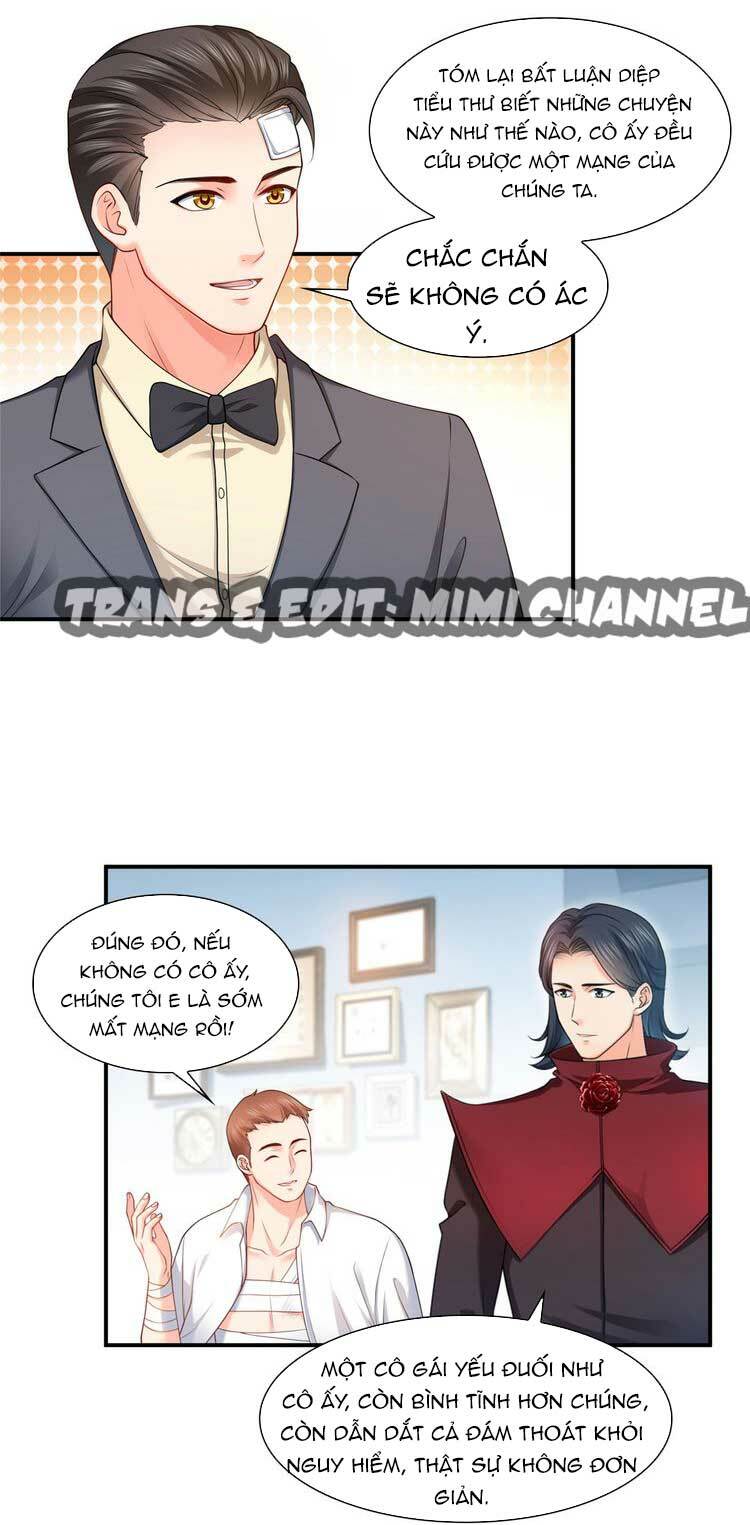 TÓM LẠI BẤT LUẬN DIỆP
TIỂU THƯ BIẾT NHỮNG CHUYỆN
NÀY NHƯ THẾ NÀO, CÔ ẤY ĐỀU
CỨU ĐƯỢC MỘT MẠNG CỦA
CHÚNG TA.
CHẮC CHẮN
SẼ KHÔNG CÓ ÁC
Ý.
TRANS & EDIT: MIMI CHANNEL
ĐÚNG ĐÓ, NẾU
KHÔNG CÓ CÔ ẤY,
CHÚNG TÔI E LÀ SỚM
MẤT MẠNG RỒI!
MỘT CÔ GÁI YẾU ĐUỐI NHƯ
CÔ ẤY, CÒN BÌNH TĨNH HƠN CHÚNG,
CÒN DẪN DẮT CẢ ĐÁM THOÁT KHỎI
NGUY HIỂM, THẬT SỰ KHÔNG ĐƠN
GIẢN.